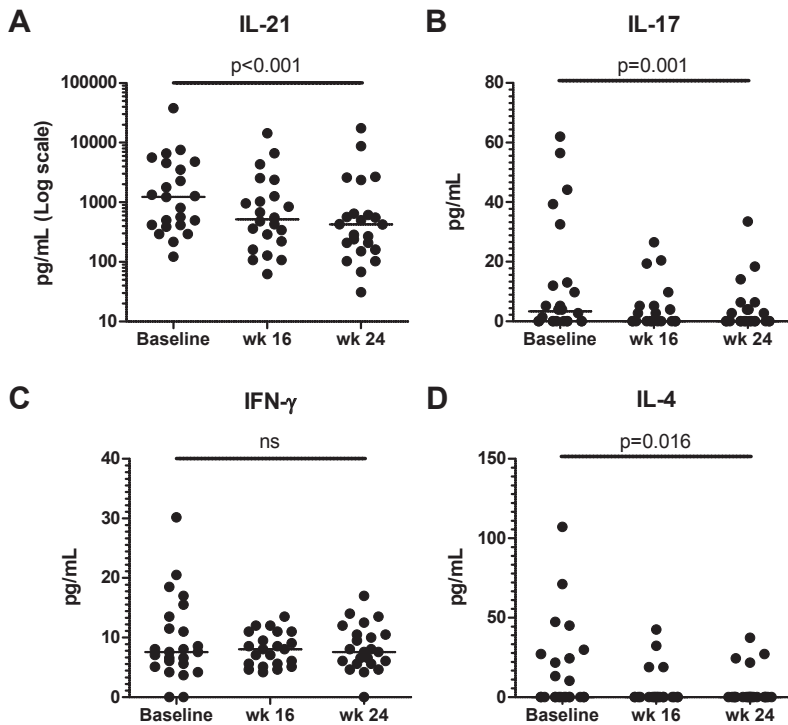 A
IL-21
p<0.001
pg/mL (Log scale)
100000
10000
1000
100
10
Baseline wk 16 wk 24
B
IL-17
p=0.001
pg/mL
80
60
40
20
0
Baseline wk 16 wk 24
C
IFN-γ
ns
pg/mL
40
30
20
10
0
Baseline wk 16 wk 24
D
IL-4
p=0.016
pg/mL
150
100
50
0
Baseline wk 16 wk 24